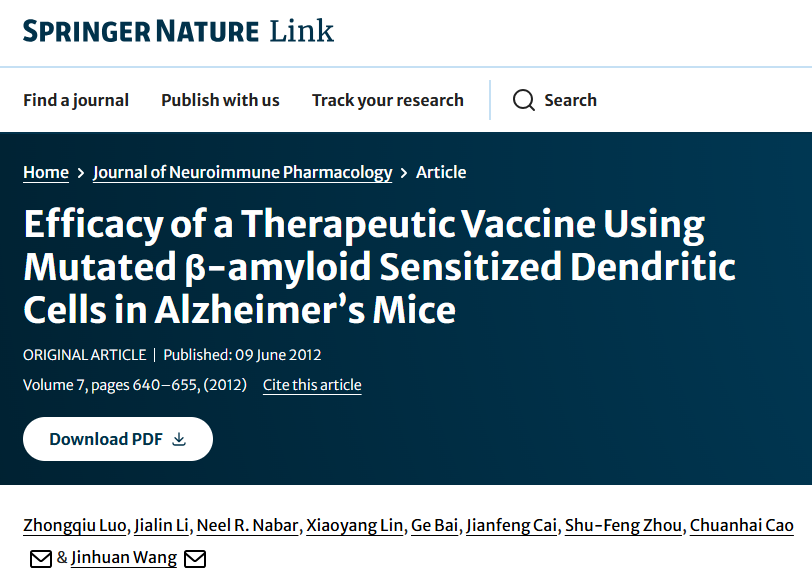 SPRINGER NATURE Link
Find a journal Publish with us Track your research Search
Home > Journal of Neuroimmune Pharmacology > Article
Efficacy of a Therapeutic Vaccine Using
Mutated β-amyloid Sensitized Dendritic
Cells in Alzheimer’s Mice
ORIGINAL ARTICLE | Published: 09 June 2012
Volume 7, pages 640–655, (2012) Cite this article
Download PDF
Zhongqiu Luo, Jialin Li, Neel R. Nabar, Xiaoyang Lin, Ge Bai, Jianfeng Cai, Shu-Feng Zhou, Chuanhai Cao
& Jinhuan Wang